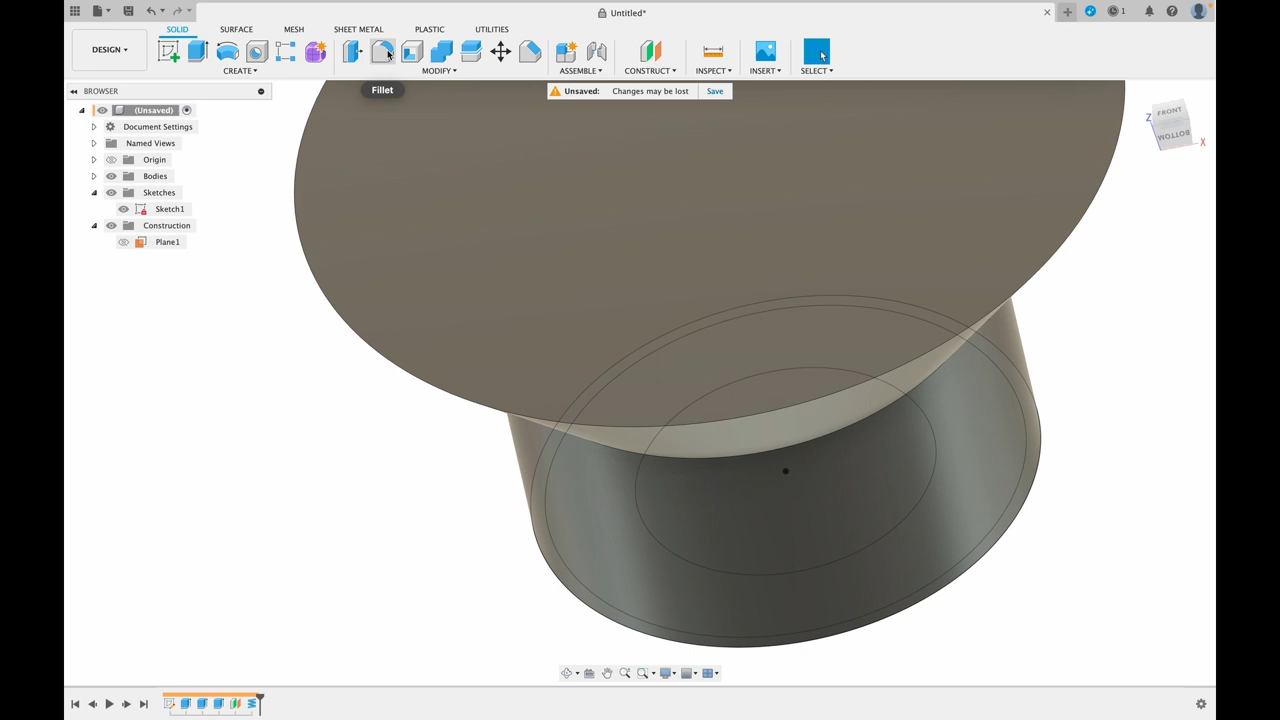 Untitled*
1
SOLID SURFACE MESH SHEET METAL PLASTIC UTILITIES
DESIGN
CREATE MODIFY ASSEMBLE CONSTRUCT INSPECT INSERT SELECT
BROWSER
Fillet
Unsaved: Changes may be lost Save
(Unsaved)
Document Settings
Named Views
Origin
Bodies
Sketches
Sketch1
Construction
Plane1
FRONT
Z
BOTTOM
X